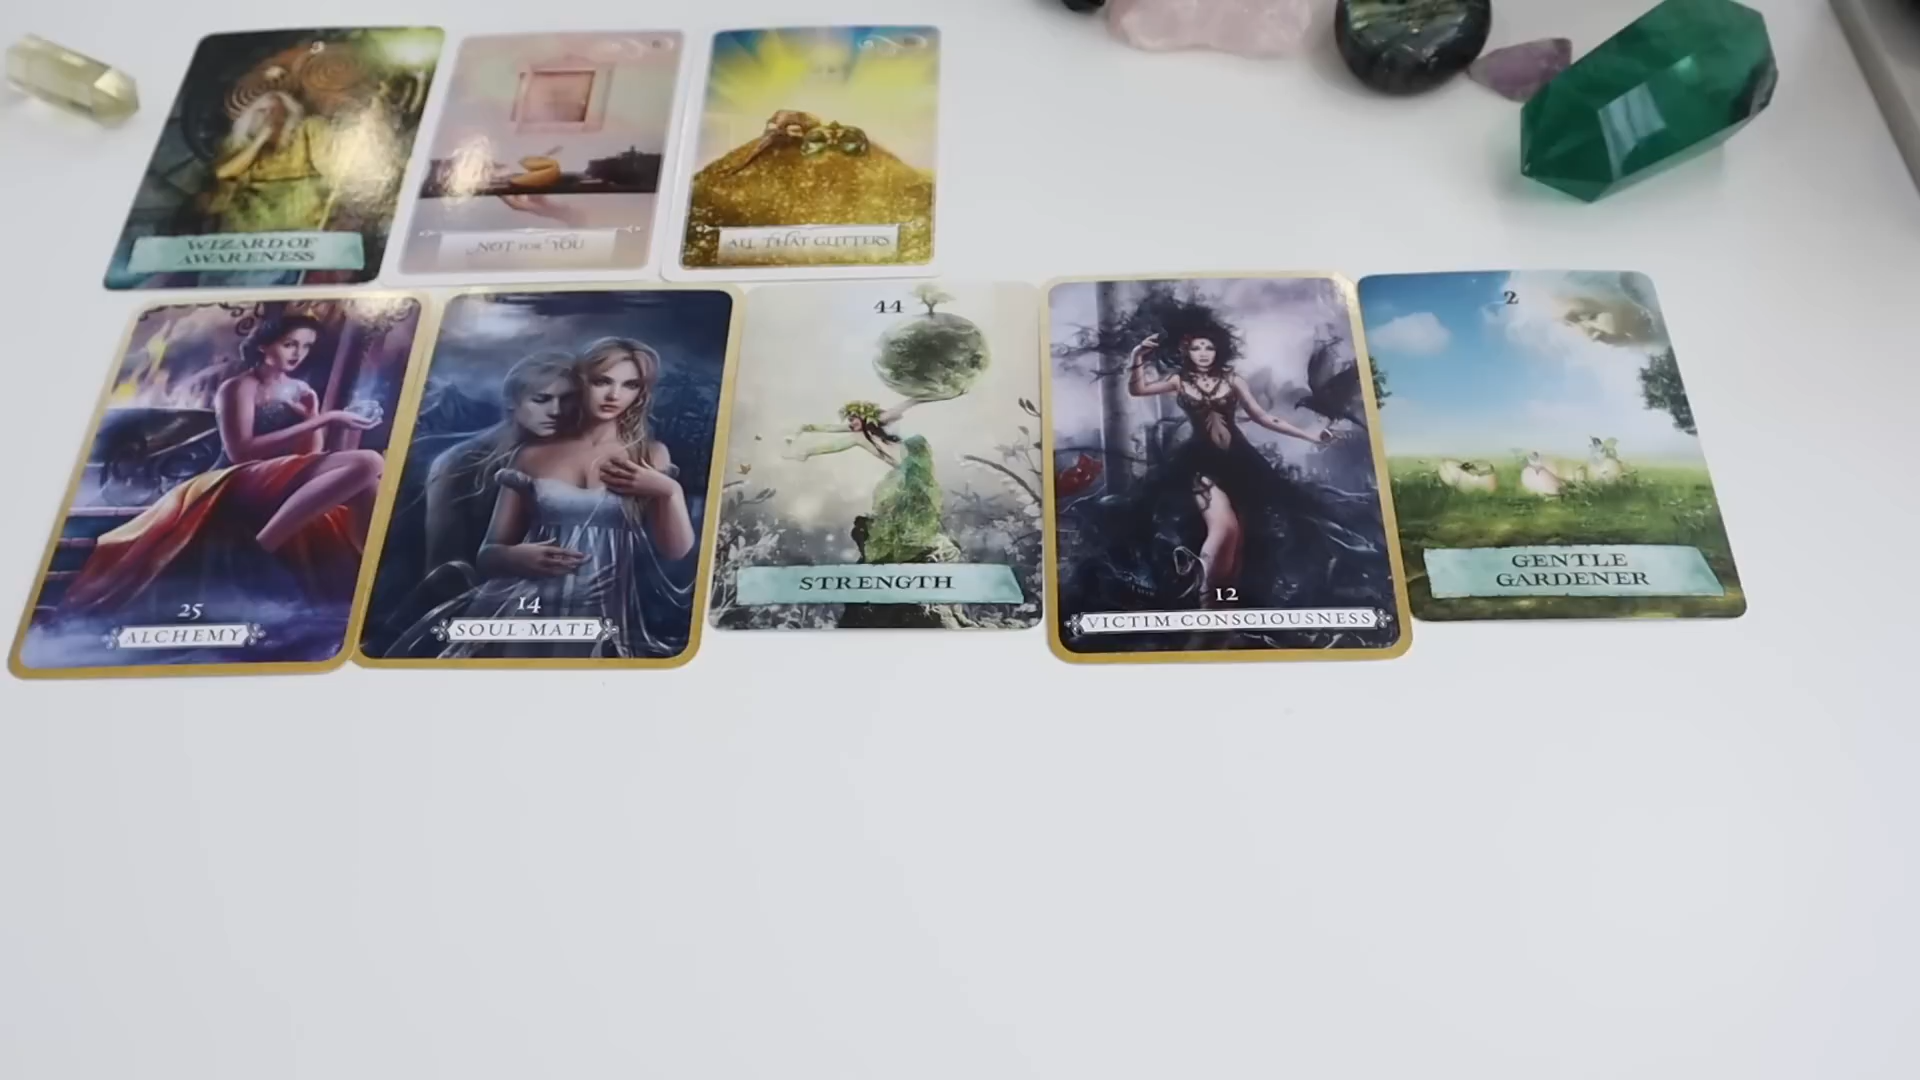 3
WIZARD OF
AWARENESS
NOT FOR YOU
ALL THAT GLITTERS
25
ALCHEMY
14
SOUL MATE
44
STRENGTH
12
VICTIM CONSCIOUSNESS
2
GENTLE
GARDENER